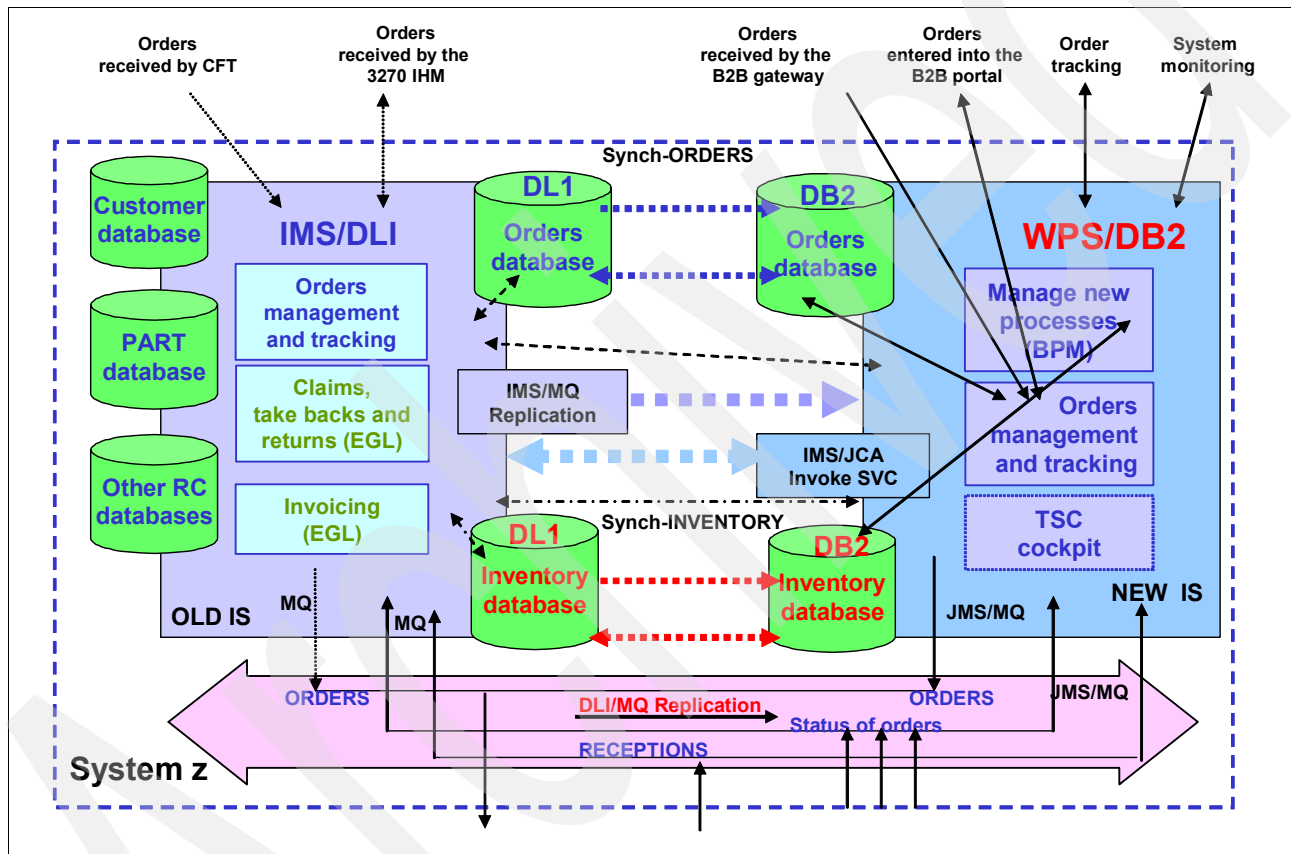 Orders
received by CFT
Orders
received by the
3270 IHM
Orders
received by the
B2B gateway
Orders
entered into the
B2B portal
Order
tracking
System
monitoring
Synch-ORDERS
Customer
database
PART
database
Other RC
databases
IMS/DLI
Orders
management
and tracking
Claims,
take backs and
returns (EGL)
Invoicing
(EGL)
OLD IS
DL1
Orders
database
DB2
Orders
database
IMS/MQ
Replication
IMS/JCA
Invoke SVC
Synch-INVENTORY
DL1
Inventory
database
DB2
Inventory
database
WPS/DB2
Manage new
processes
(BPM)
Orders
management
and tracking
TSC
cockpit
NEW IS
MQ
MQ
JMS/MQ
JMS/MQ
ORDERS
DLI/MQ Replication
ORDERS
Status of orders
RECEPTIONS
System z